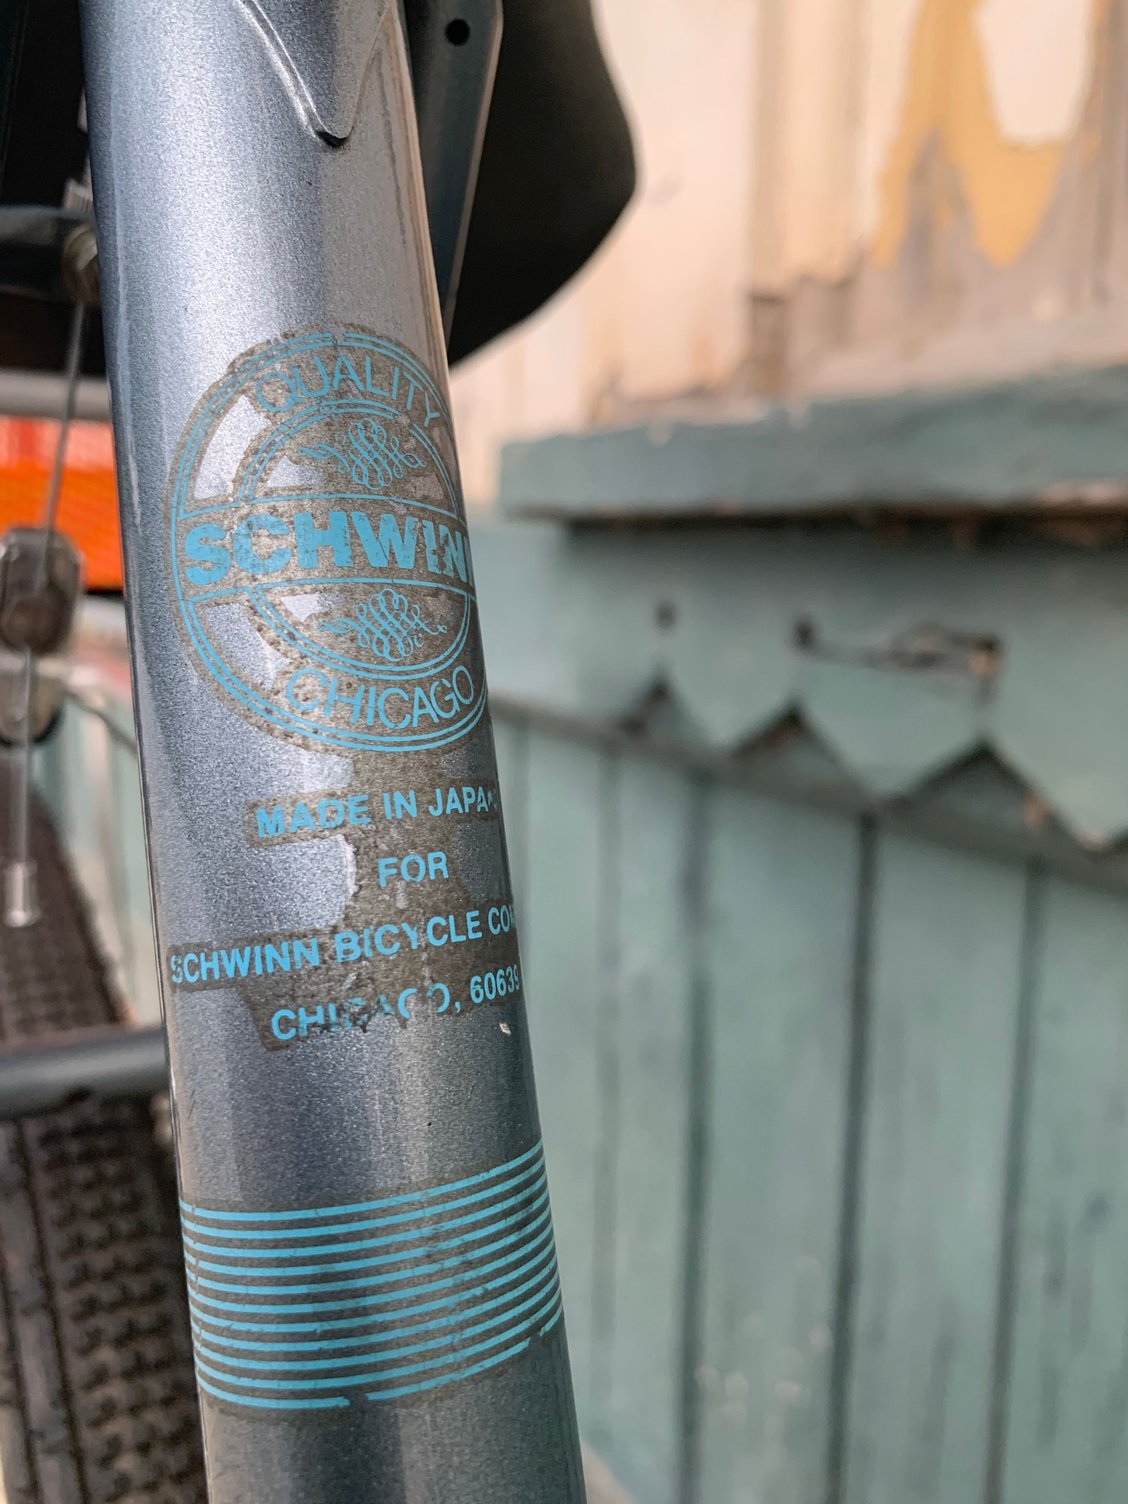 QUALITY
SCHWINN
CHICAGO
MADE IN JAPAN
FOR
SCHWINN BICYCLE CO
CHICAGO, 60639